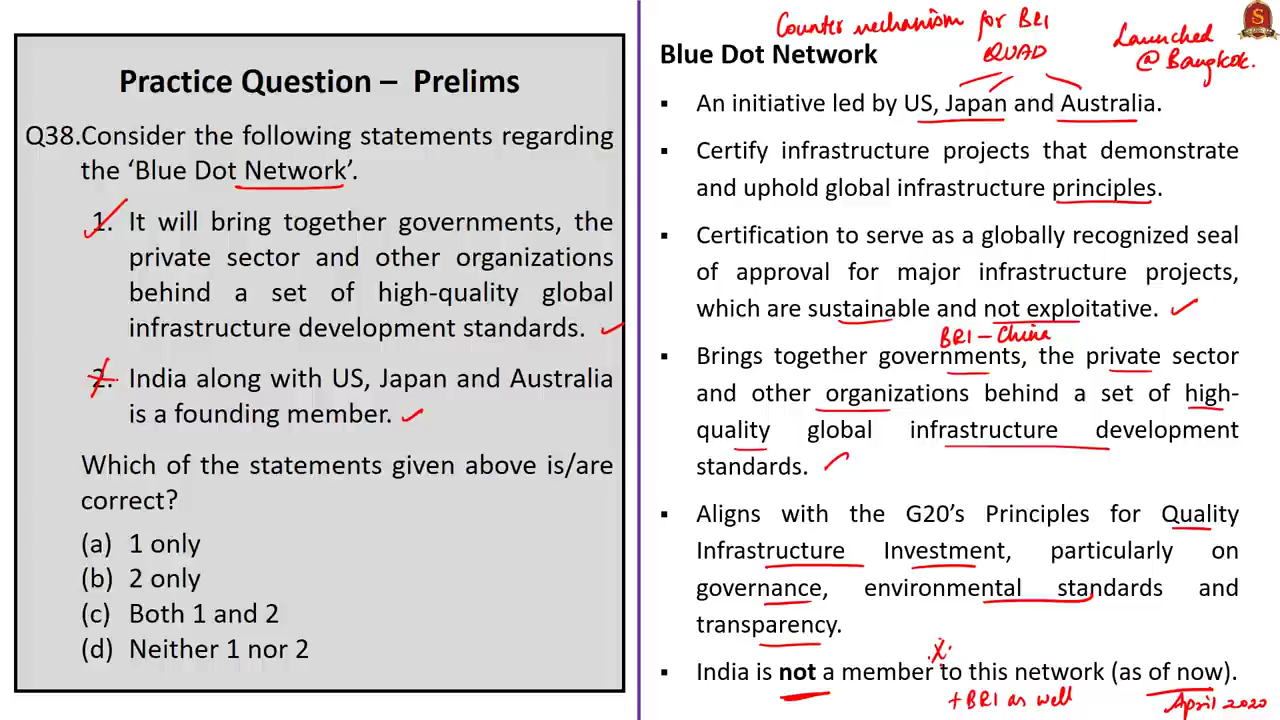 Practice Question – Prelims
Q38.Consider the following statements regarding
the ‘Blue Dot Network’.
1. It will bring together governments, the
private sector and other organizations
behind a set of high-quality global
infrastructure development standards.
2. India along with US, Japan and Australia
is a founding member.
Which of the statements given above is/are
correct?
(a) 1 only
(b) 2 only
(c) Both 1 and 2
(d) Neither 1 nor 2
Counter mechanism for BRI
QUAD
Launched
@ Bangkok.
S
Blue Dot Network
▪ An initiative led by US, Japan and Australia.
▪ Certify infrastructure projects that demonstrate
and uphold global infrastructure principles.
▪ Certification to serve as a globally recognized seal
of approval for major infrastructure projects,
which are sustainable and not exploitative.
BRI – China
▪ Brings together governments, the private sector
and other organizations behind a set of high-
quality global infrastructure development
standards.
▪ Aligns with the G20’s Principles for Quality
Infrastructure Investment, particularly on
governance, environmental standards and
transparency.
▪ India is not a member to this network (as of now).
+ BRI as well
April 2020